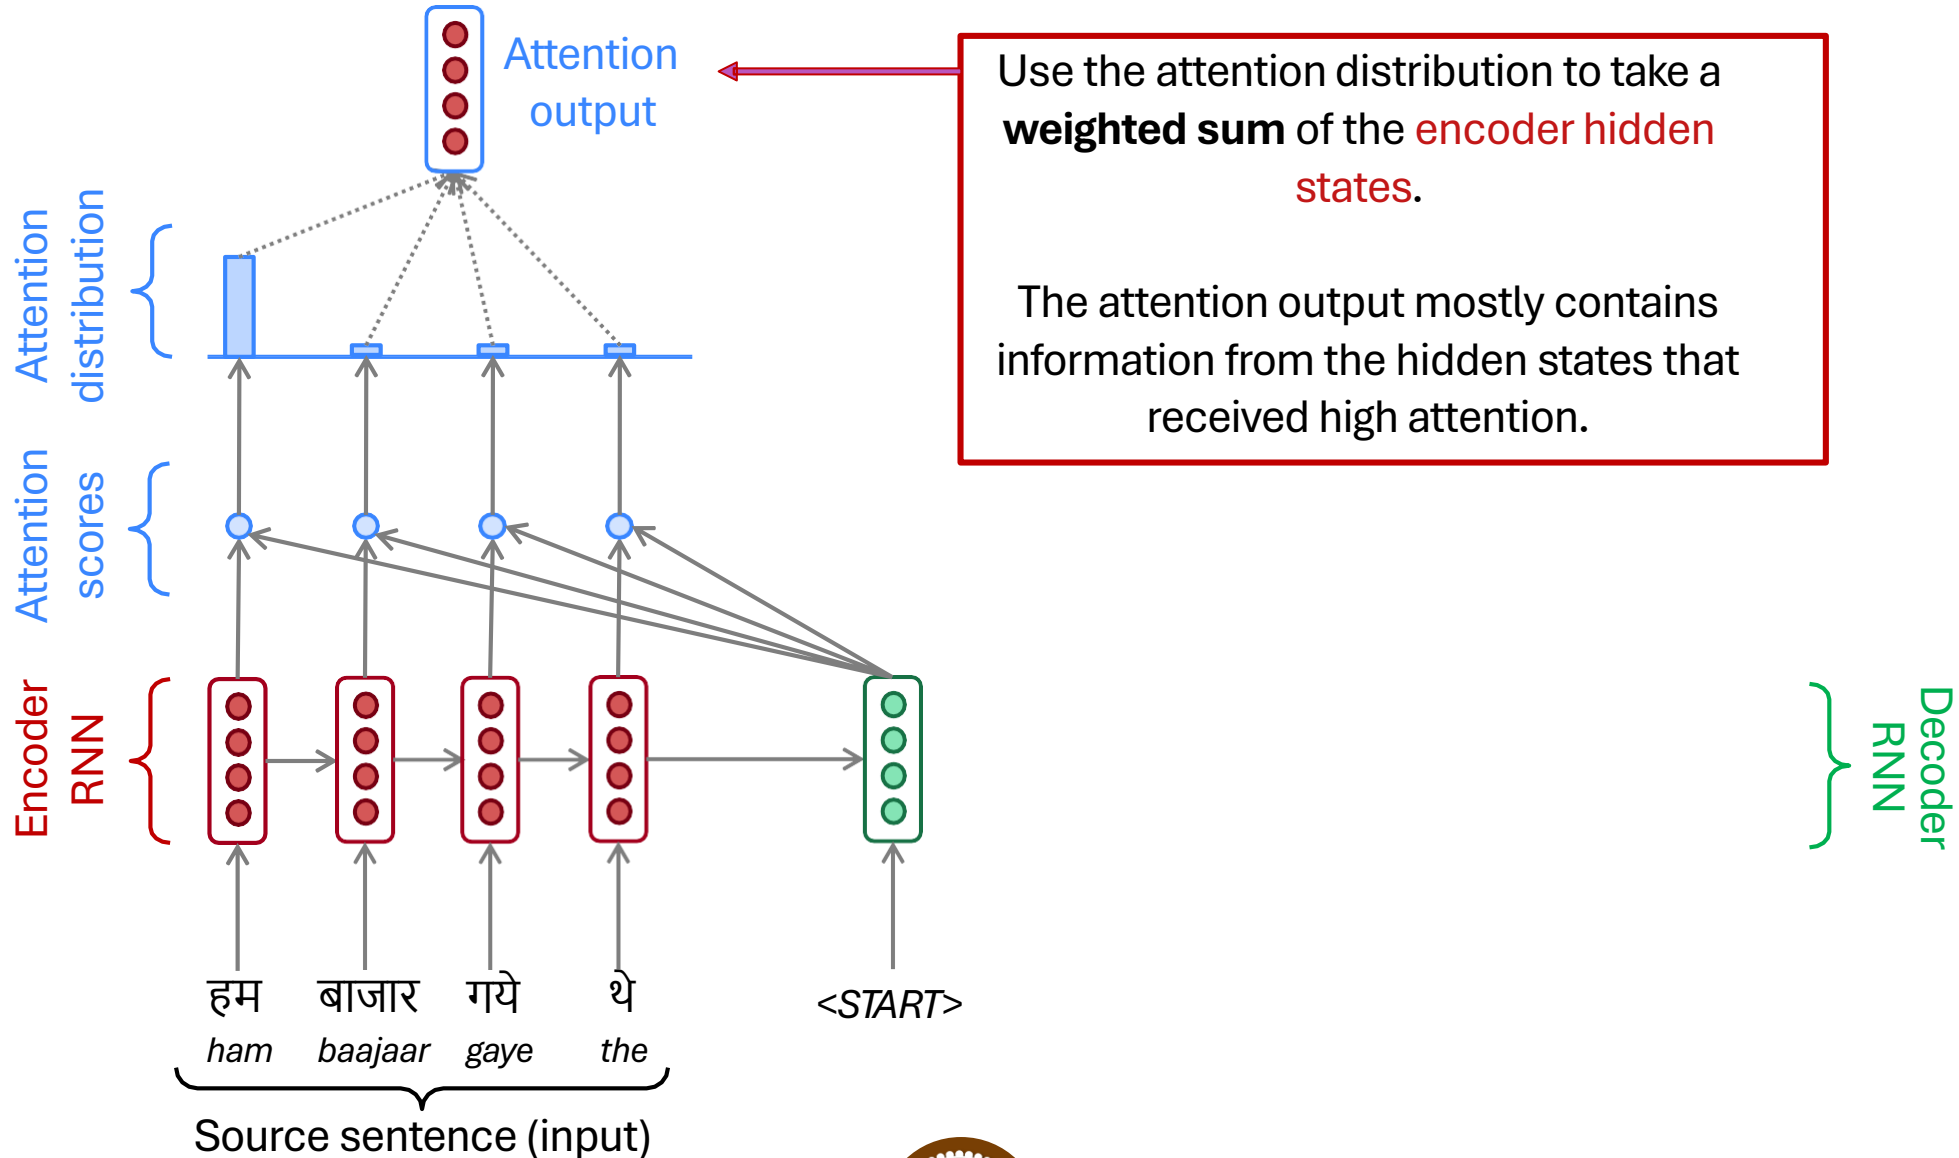 Attention
output
Use the attention distribution to take a
weighted sum of the encoder hidden
states.
The attention output mostly contains
information from the hidden states that
received high attention.
Attention
distribution
Attention
scores
Encoder
RNN
Decoder
RNN
हम बाजार गये थे
<START>
ham baajaar gaye the
Source sentence (input)